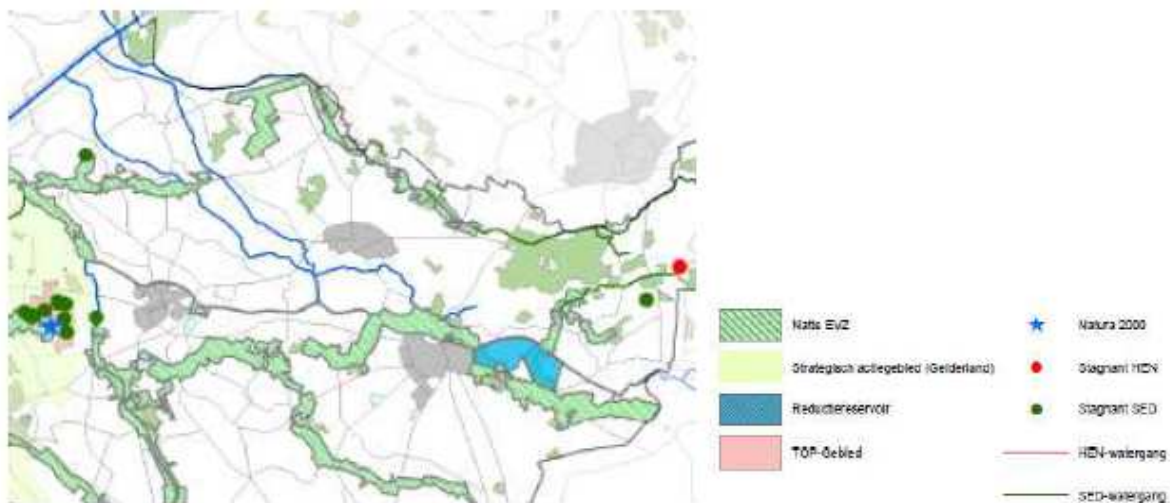 Natte EVZ
Strategisch actiegebied (Gelderland)
Reductiereservoir
TOP-Gebied
Natura 2000
Stagnant HEN
Stagnant SED
HEN-watergang
SED-watergang